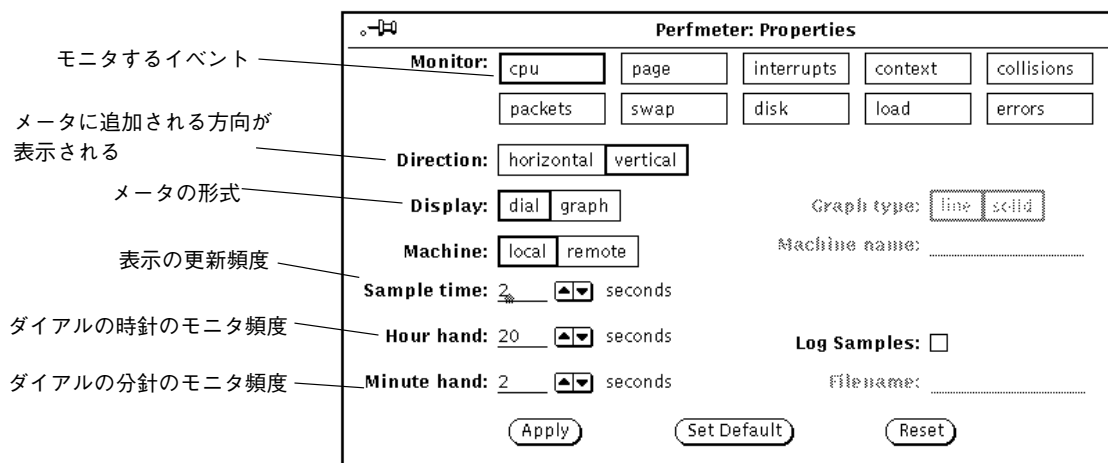 Perfmeter: Properties
モニタするイベント
Monitor: cpu page interrupts context collisions
packets swap disk load errors
メータに追加される方向が
表示される
Direction: horizontal vertical
メータの形式
Display: dial graph Graph type: line solid
Machine: local remote Machine name:
表示の更新頻度
Sample time: 2 seconds
ダイアルの時針のモニタ頻度
Hour hand: 20 seconds
Log Samples:
ダイアルの分針のモニタ頻度
Minute hand: 2 seconds Filename:
Apply Set Default Reset